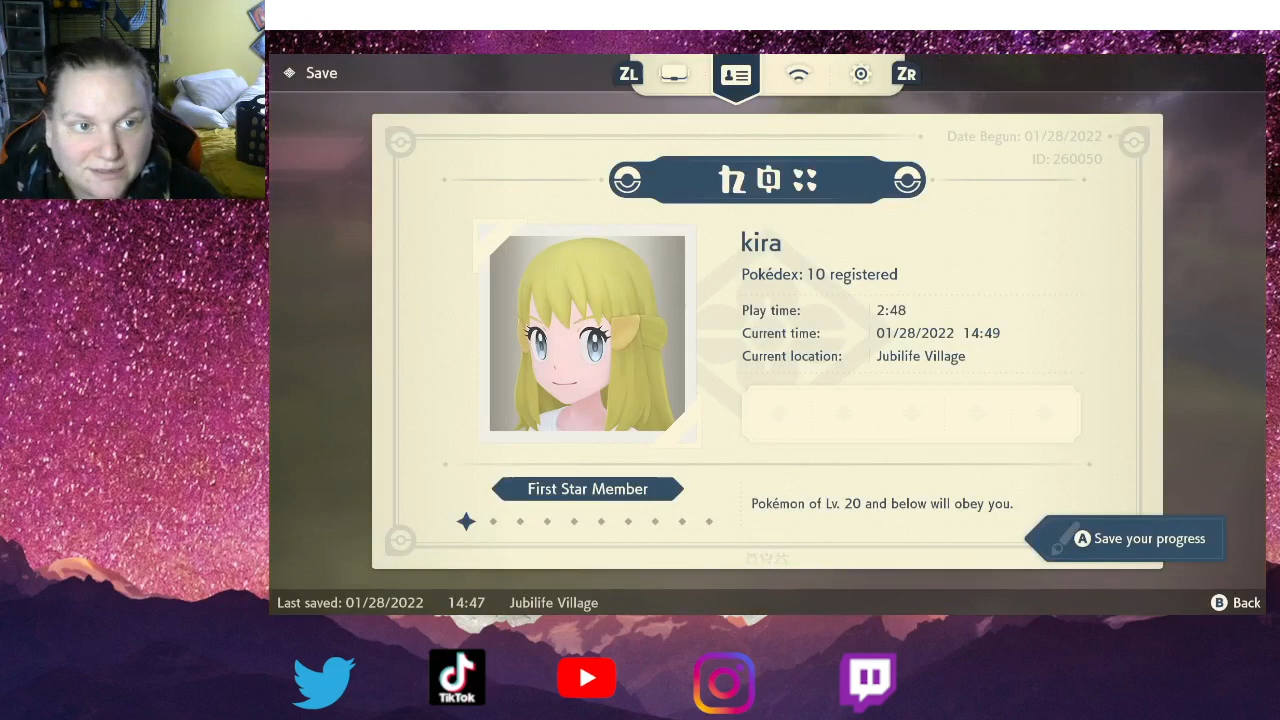 Save
ZL
ZR
Date Begun: 01/28/2022
ID: 260050
kira
Pokédex: 10 registered
Play time: 2:48
Current time: 01/28/2022 14:49
Current location: Jubilife Village
First Star Member
Pokémon of Lv. 20 and below will obey you.
A Save your progress
Last saved: 01/28/2022 14:47 Jubilife Village
B Back
TikTok